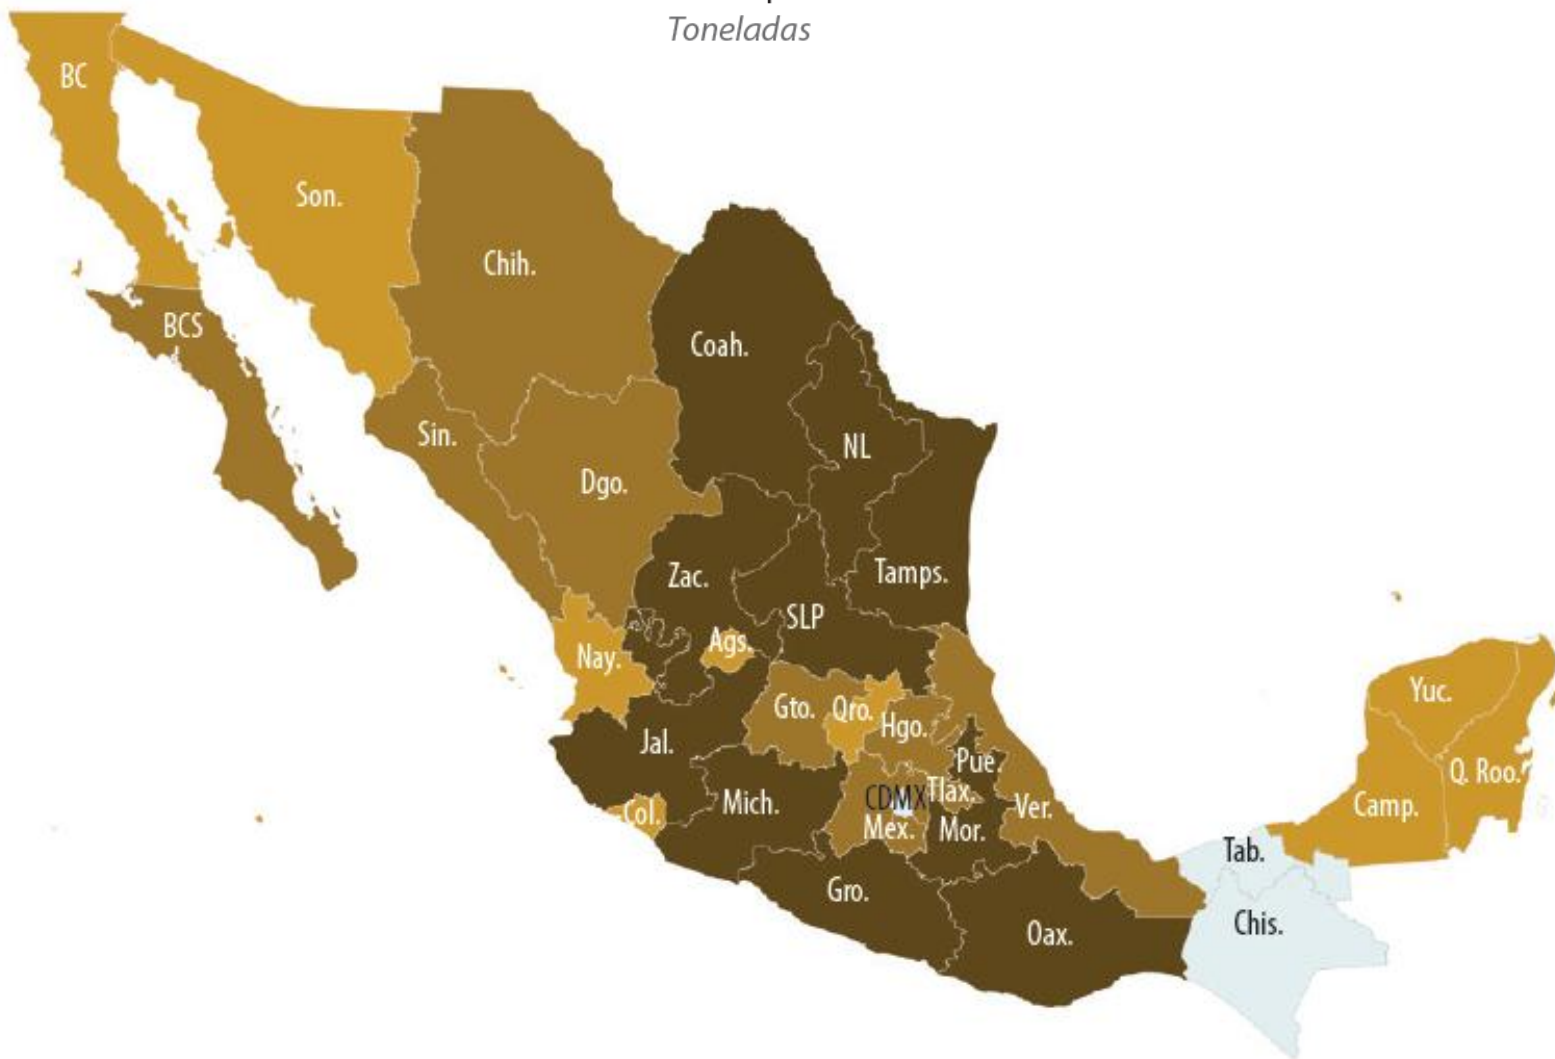 Toneladas
BC
Son.
Chih.
BCS
Coah.
Sin.
NL
Dgo.
Zac.
Tamps.
SLP
Ags.
Nay.
Yuc.
Gto.
Qro.
Hgo.
Jal.
Pue.
Q. Roo.
Tlax.
CDMX
Mich.
Col.
Ver.
Camp.
Mex.
Mor.
Tab.
Gro.
Chis.
Oax.